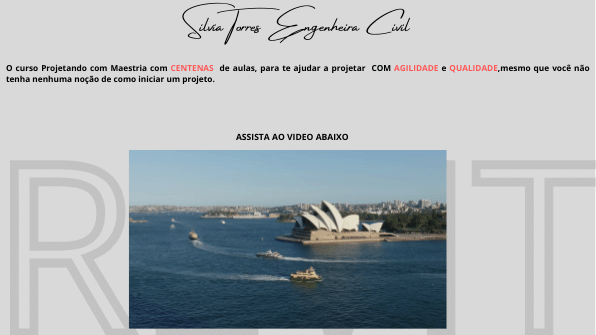 Silvia Torres Engenheira Civil
O curso Projetando com Maestria com CENTENAS de aulas, para te ajudar a projetar COM AGILIDADE e QUALIDADE,mesmo que você não
tenha nenhuma noção de como iniciar um projeto.
ASSISTA AO VIDEO ABAIXO